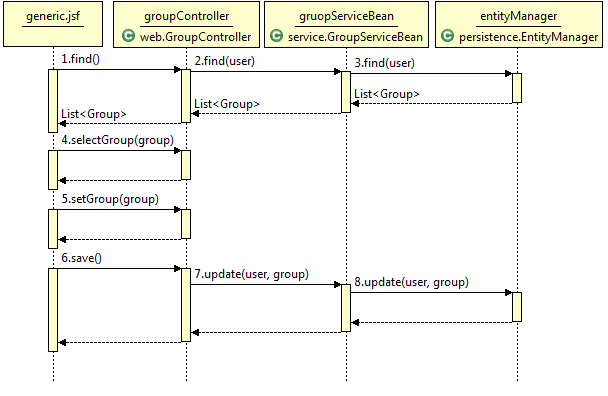 generic.jsf
groupController
C web.GroupController
gruopServiceBean
C service.GroupServiceBean
entityManager
C persistence.EntityManager
1.find()
2.find(user)
3.find(user)
List<Group>
List<Group>
List<Group>
4.selectGroup(group)
5.setGroup(group)
6.save()
7.update(user, group)
8.update(user, group)